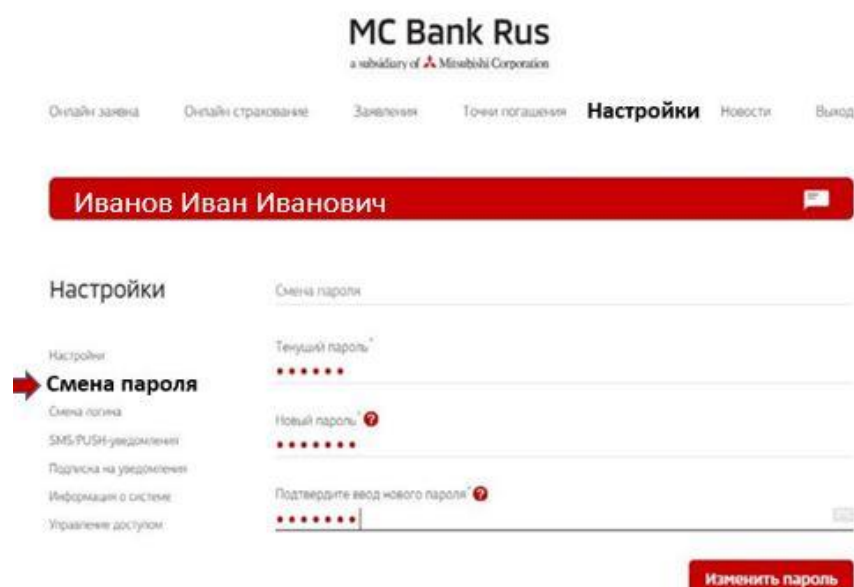 MC Bank Rus
a subsidiary of Mitsubishi Corporation
Онлайн заявка Онлайн страхование Заявления Точки погашения Настройки Новости Выход
Иванов Иван Иванович
Настройки
Смена пароля
Настройки
Смена пароля
Смена логина
SMS/PUSH-уведомления
Подписка на уведомления
Информация о системе
Управление доступом
Текущий пароль*
••••••
Новый пароль* ?
•••••••
Подтвердите ввод нового пароля* ?
•••••••
Изменить пароль